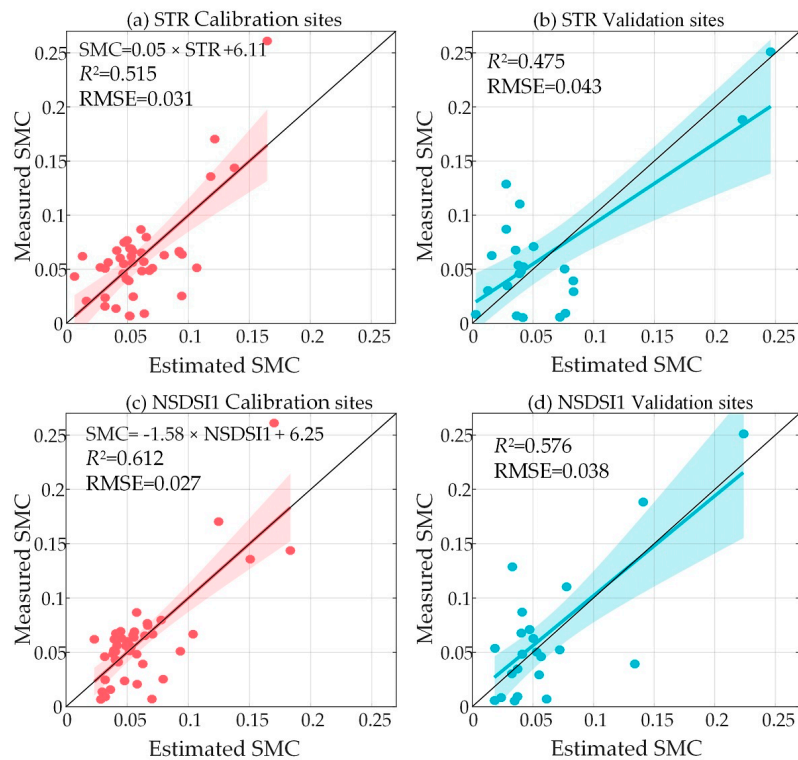 (a) STR Calibration sites
SMC=0.05 × STR+6.11
R²=0.515
RMSE=0.031
0.25
0.2
0.15
0.1
0.05
0
Measured SMC
0 0.05 0.1 0.15 0.2 0.25
Estimated SMC
(b) STR Validation sites
R²=0.475
RMSE=0.043
0.25
0.2
0.15
0.1
0.05
0
Measured SMC
0 0.05 0.1 0.15 0.2 0.25
Estimated SMC
(c) NSDSI1 Calibration sites
SMC= -1.58 × NSDSI1+ 6.25
R²=0.612
RMSE=0.027
0.25
0.2
0.15
0.1
0.05
0
Measured SMC
0 0.05 0.1 0.15 0.2 0.25
Estimated SMC
(d) NSDSI1 Validation sites
R²=0.576
RMSE=0.038
0.25
0.2
0.15
0.1
0.05
0
Measured SMC
0 0.05 0.1 0.15 0.2 0.25
Estimated SMC